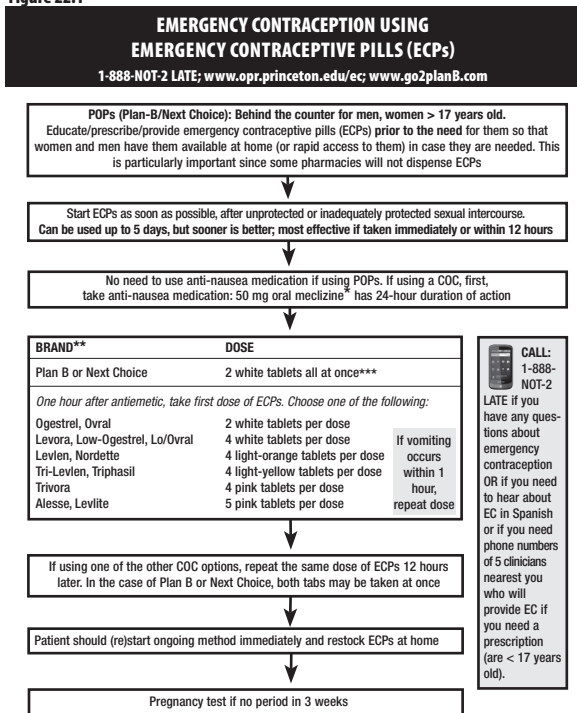 Figure 22.1
EMERGENCY CONTRACEPTION USING
EMERGENCY CONTRACEPTIVE PILLS (ECPs)
1-888-NOT-2 LATE; www.opr.princeton.edu/ec; www.go2planB.com
POPs (Plan-B/Next Choice): Behind the counter for men, women > 17 years old.
Educate/prescribe/provide emergency contraceptive pills (ECPs) prior to the need for them so that
women and men have them available at home (or rapid access to them) in case they are needed. This
is particularly important since some pharmacies will not dispense ECPs
Start ECPs as soon as possible, after unprotected or inadequately protected sexual intercourse.
Can be used up to 5 days, but sooner is better; most effective if taken immediately or within 12 hours
No need to use anti-nausea medication if using POPs. If using a COC, first,
take anti-nausea medication: 50 mg oral meclizine* has 24-hour duration of action
BRAND** DOSE
Plan B or Next Choice 2 white tablets all at once***
One hour after antiemetic, take first dose of ECPs. Choose one of the following:
Ogestrel, Ovral 2 white tablets per dose
Levora, Low-Ogestrel, Lo/Ovral 4 white tablets per dose
Levlen, Nordette 4 light-orange tablets per dose
Tri-Levlen, Triphasil 4 light-yellow tablets per dose
Trivora 4 pink tablets per dose
Alesse, Levlite 5 pink tablets per dose
If vomiting
occurs
within 1
hour,
repeat dose
CALL:
1-888-
NOT-2
LATE if you
have any ques-
tions about
emergency
contraception
OR if you need
to hear about
EC in Spanish
or if you need
phone numbers
of 5 clinicians
nearest you
who will
provide EC if
you need a
prescription
(are < 17 years
old).
If using one of the other COC options, repeat the same dose of ECPs 12 hours
later. In the case of Plan B or Next Choice, both tabs may be taken at once
Patient should (re)start ongoing method immediately and restock ECPs at home
Pregnancy test if no period in 3 weeks